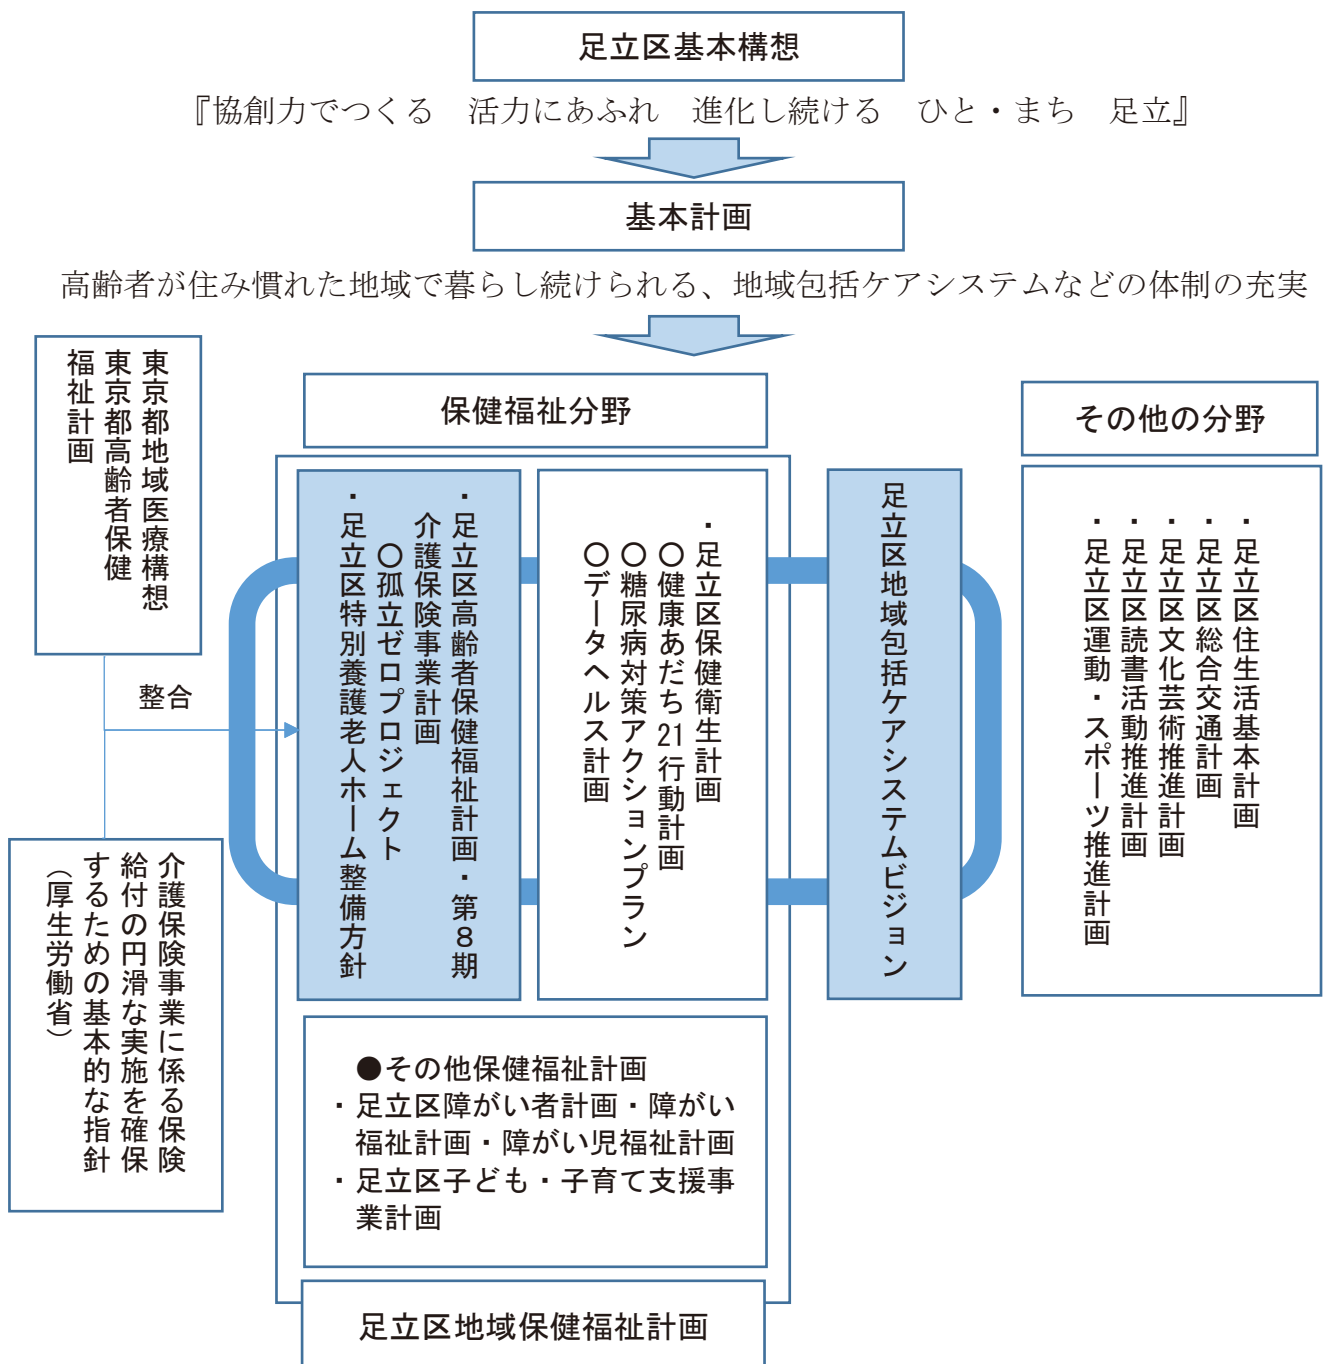 足立区基本構想
『協創力でつくる　活力にあふれ　進化し続ける　ひと・まち　足立』
基本計画
高齢者が住み慣れた地域で暮らし続けられる、地域包括ケアシステムなどの体制の充実
東京都地域医療構想
東京都高齢者保健
福祉計画
整合
介護保険事業に係る保険
給付の円滑な実施を確保
するための基本的な指針
（厚生労働省）
保健福祉分野
・足立区高齢者保健福祉計画・第８期
介護保険事業計画
〇孤立ゼロプロジェクト
・足立区特別養護老人ホーム整備方針
・足立区保健衛生計画
〇健康あだち21行動計画
〇糖尿病対策アクションプラン
〇データヘルス計画
●その他保健福祉計画
・足立区障がい者計画・障がい
福祉計画・障がい児福祉計画
・足立区子ども・子育て支援事
業計画
足立区地域保健福祉計画
足立区地域包括ケアシステムビジョン
その他の分野
・足立区住生活基本計画
・足立区総合交通計画
・足立区文化芸術推進計画
・足立区読書活動推進計画
・足立区運動・スポーツ推進計画